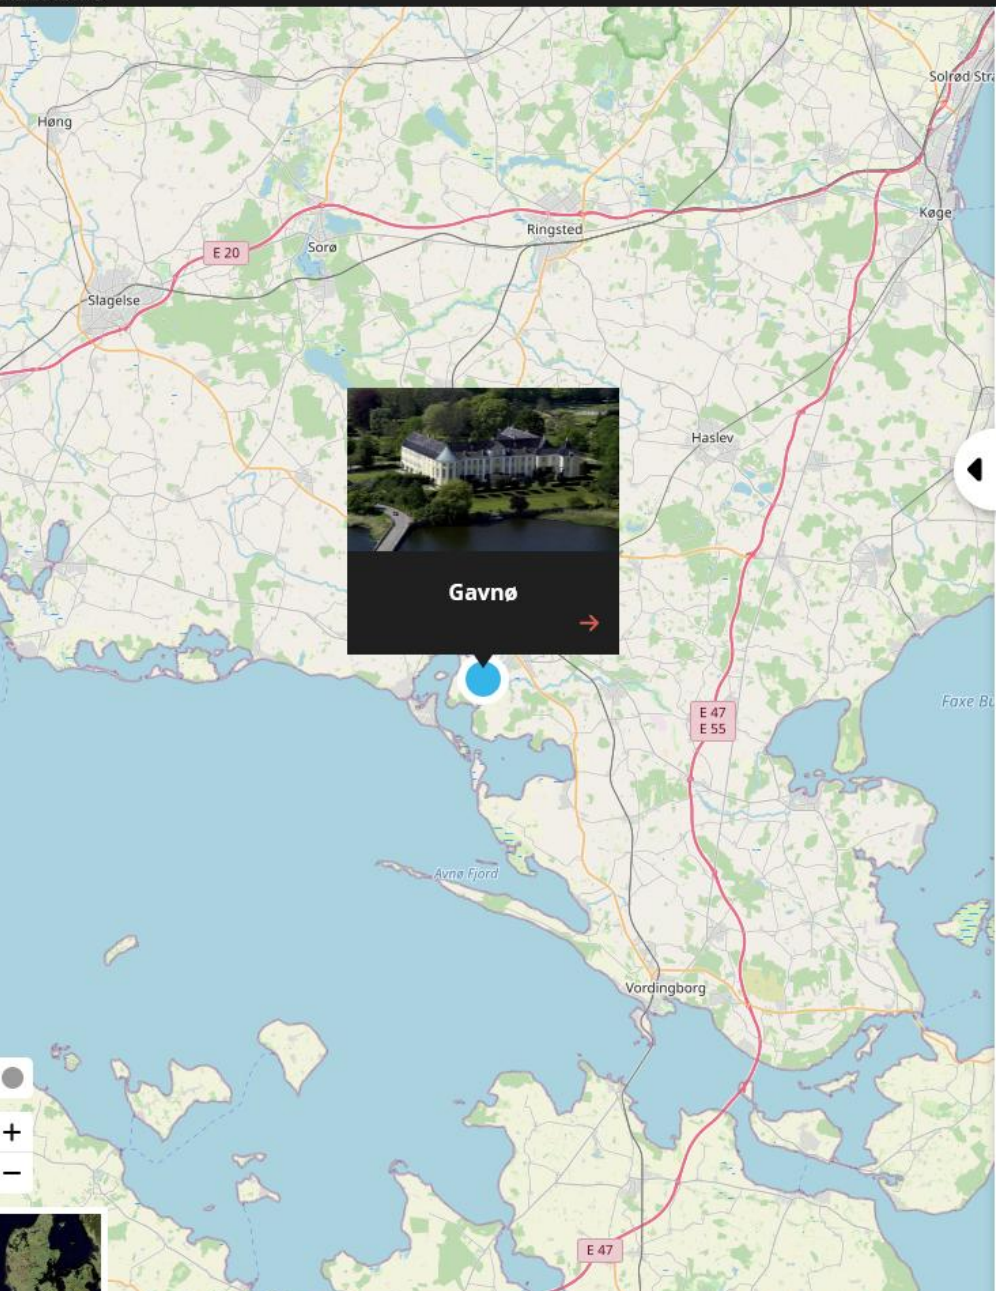 Høng
Solrød Stra
Køge
Ringsted
Sorø
E 20
Slagelse
Haslev
Gavnø
→
E 47
E 55
Faxe Bu
Avnø Fjord
Vordingborg
+
−
E 47